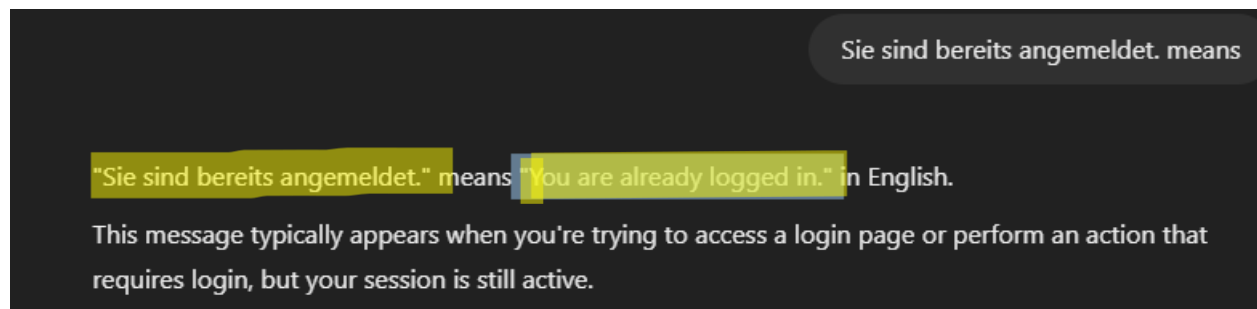 Sie sind bereits angemeldet. means
"Sie sind bereits angemeldet." means "You are already logged in." in English.
This message typically appears when you're trying to access a login page or perform an action that
requires login, but your session is still active.